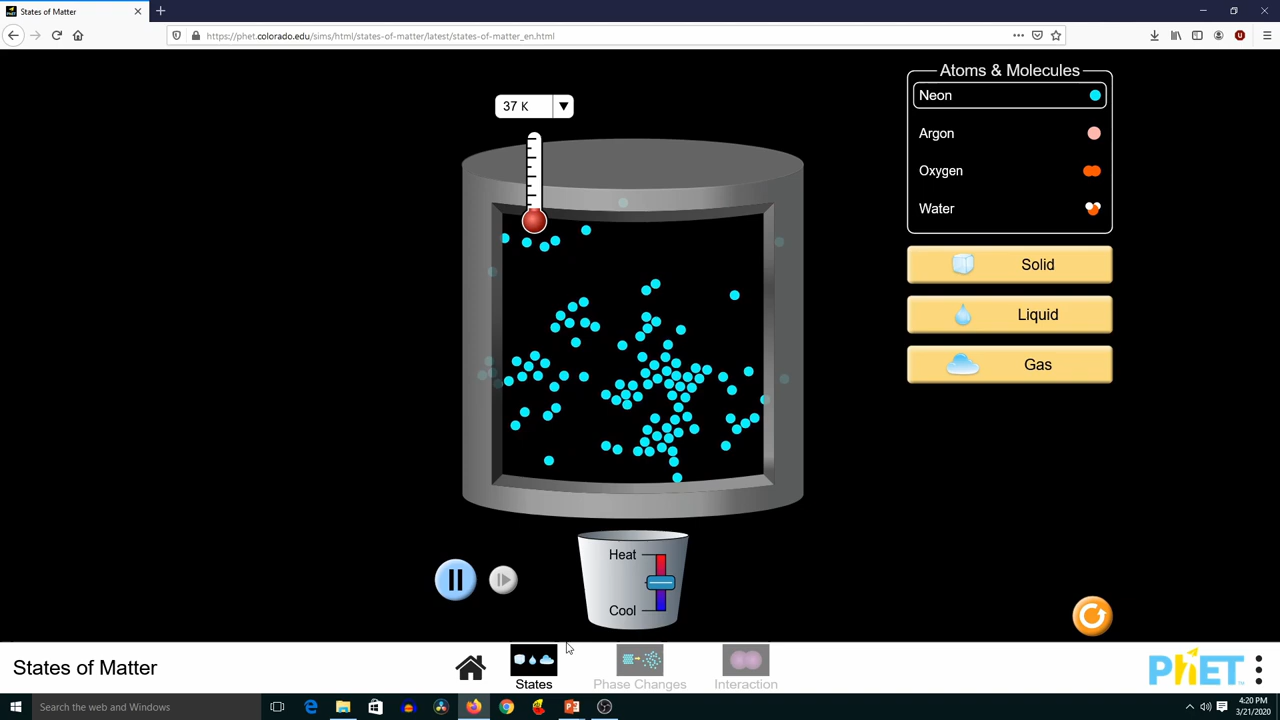 States of Matter
https://phet.colorado.edu/sims/html/states-of-matter/latest/states-of-matter_en.html
37 K
Atoms & Molecules
Neon
Argon
Oxygen
Water
Solid
Liquid
Gas
Heat
Cool
States of Matter
States
Phase Changes
Interaction
PhET
Search the web and Windows
4:20 PM
3/21/2020